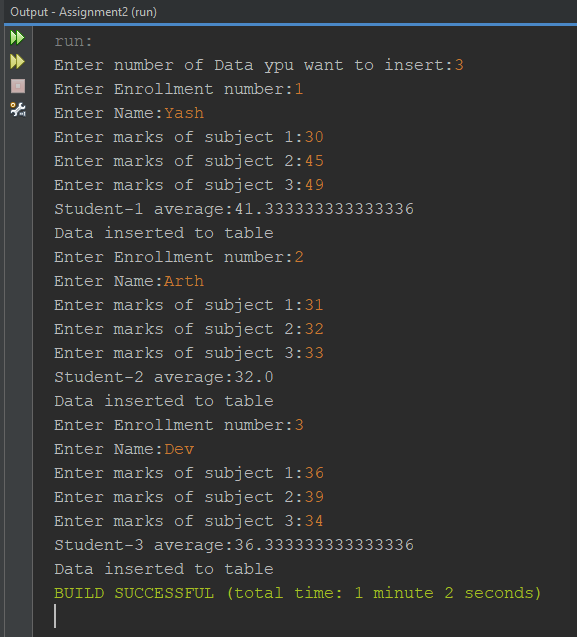 Output - Assignment2 (run)
run:
Enter number of Data ypu want to insert:3
Enter Enrollment number:1
Enter Name:Yash
Enter marks of subject 1:30
Enter marks of subject 2:45
Enter marks of subject 3:49
Student-1 average:41.333333333333336
Data inserted to table
Enter Enrollment number:2
Enter Name:Arth
Enter marks of subject 1:31
Enter marks of subject 2:32
Enter marks of subject 3:33
Student-2 average:32.0
Data inserted to table
Enter Enrollment number:3
Enter Name:Dev
Enter marks of subject 1:36
Enter marks of subject 2:39
Enter marks of subject 3:34
Student-3 average:36.333333333333336
Data inserted to table
BUILD SUCCESSFUL (total time: 1 minute 2 seconds)